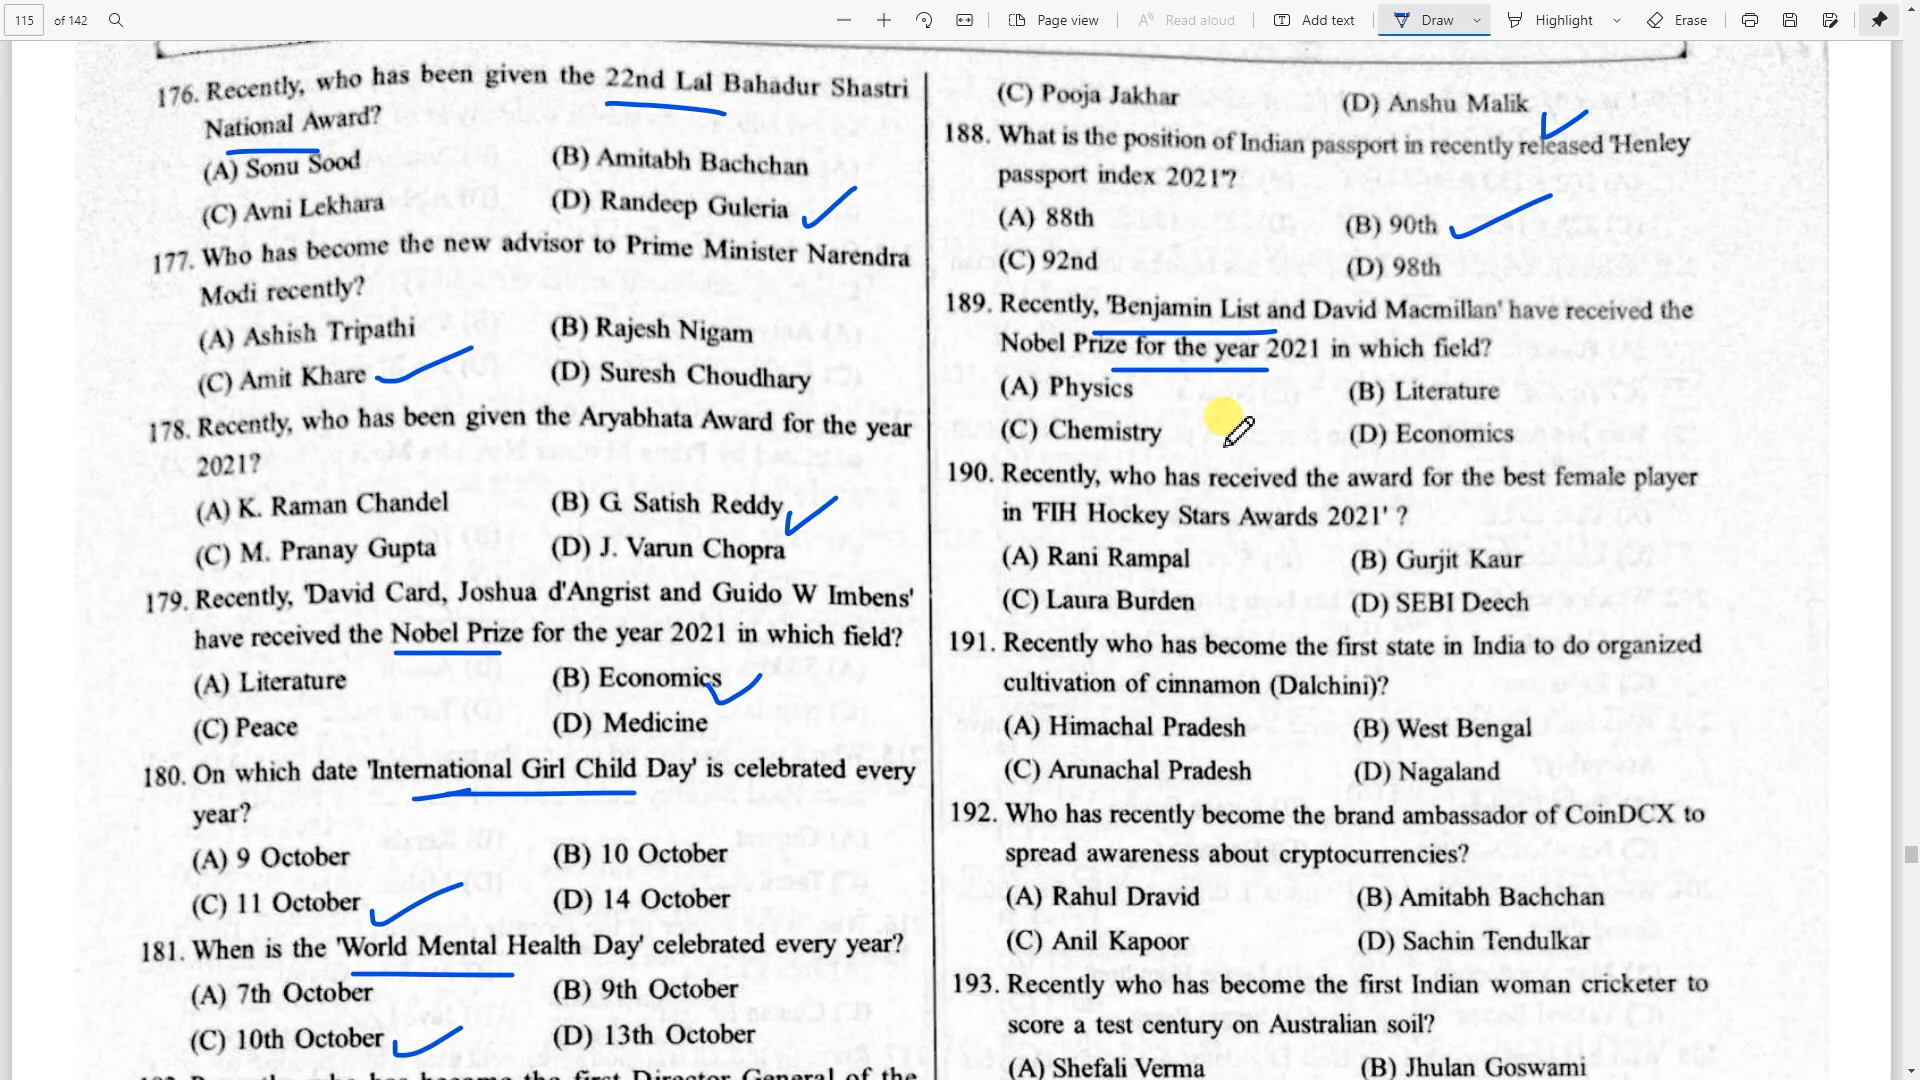 115 of 142 Page view Read aloud Add text Draw Highlight Erase
176. Recently, who has been given the 22nd Lal Bahadur Shastri
National Award?
(A) Sonu Sood (B) Amitabh Bachchan
(C) Avni Lekhara (D) Randeep Guleria
177. Who has become the new advisor to Prime Minister Narendra
Modi recently?
(A) Ashish Tripathi (B) Rajesh Nigam
(C) Amit Khare (D) Suresh Choudhary
178. Recently, who has been given the Aryabhata Award for the year
2021?
(A) K. Raman Chandel (B) G. Satish Reddy
(C) M. Pranay Gupta (D) J. Varun Chopra
179. Recently, 'David Card, Joshua d'Angrist and Guido W Imbens'
have received the Nobel Prize for the year 2021 in which field?
(A) Literature (B) Economics
(C) Peace (D) Medicine
180. On which date 'International Girl Child Day' is celebrated every
year?
(A) 9 October (B) 10 October
(C) 11 October (D) 14 October
181. When is the 'World Mental Health Day' celebrated every year?
(A) 7th October (B) 9th October
(C) 10th October (D) 13th October
the first Director General of the
(C) Pooja Jakhar (D) Anshu Malik
188. What is the position of Indian passport in recently released 'Henley
passport index 2021'?
(A) 88th (B) 90th
(C) 92nd (D) 98th
189. Recently, 'Benjamin List and David Macmillan' have received the
Nobel Prize for the year 2021 in which field?
(A) Physics (B) Literature
(C) Chemistry (D) Economics
190. Recently, who has received the award for the best female player
in 'FIH Hockey Stars Awards 2021' ?
(A) Rani Rampal (B) Gurjit Kaur
(C) Laura Burden (D) SEBI Deech
191. Recently who has become the first state in India to do organized
cultivation of cinnamon (Dalchini)?
(A) Himachal Pradesh (B) West Bengal
(C) Arunachal Pradesh (D) Nagaland
192. Who has recently become the brand ambassador of CoinDCX to
spread awareness about cryptocurrencies?
(A) Rahul Dravid (B) Amitabh Bachchan
(C) Anil Kapoor (D) Sachin Tendulkar
193. Recently who has become the first Indian woman cricketer to
score a test century on Australian soil?
(A) Shefali Verma (B) Jhulan Goswami